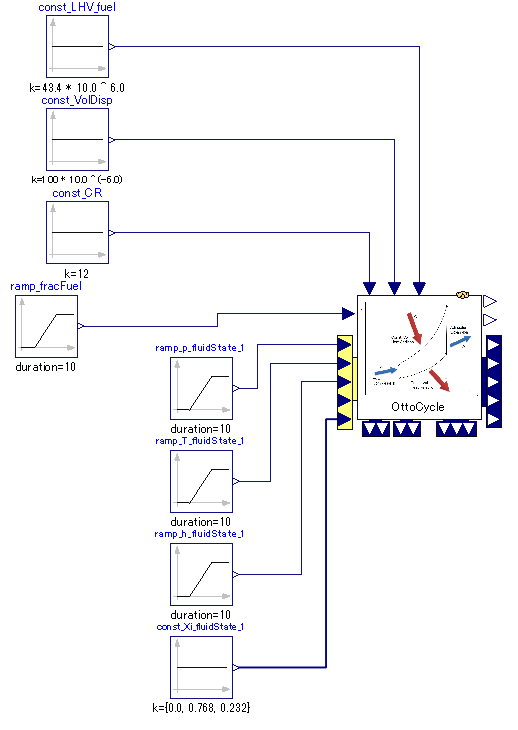 const_LHV_fuel
k=43.4 * 10.0 ^ 6.0
const_VolDisp
k=100 * 10.0 ^(-6.0)
const_CR
k=12
ramp_fracFuel
duration=10
ramp_p_fluidState_1
duration=10
OttoCycle
ramp_T_fluidState_1
duration=10
ramp_h_fluidState_1
duration=10
const_Xi_fluidState_1
k={0.0, 0.768, 0.232}